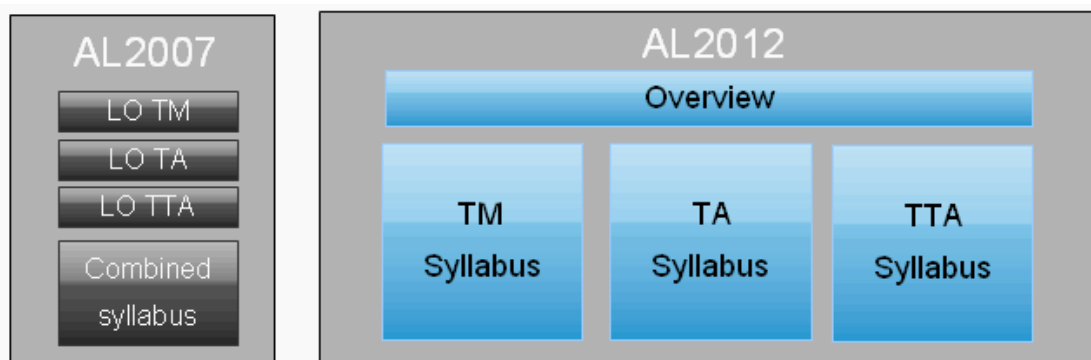 AL2007
LO TM
LO TA
LO TTA
Combined
syllabus
AL2012
Overview
TM
Syllabus
TA
Syllabus
TTA
Syllabus